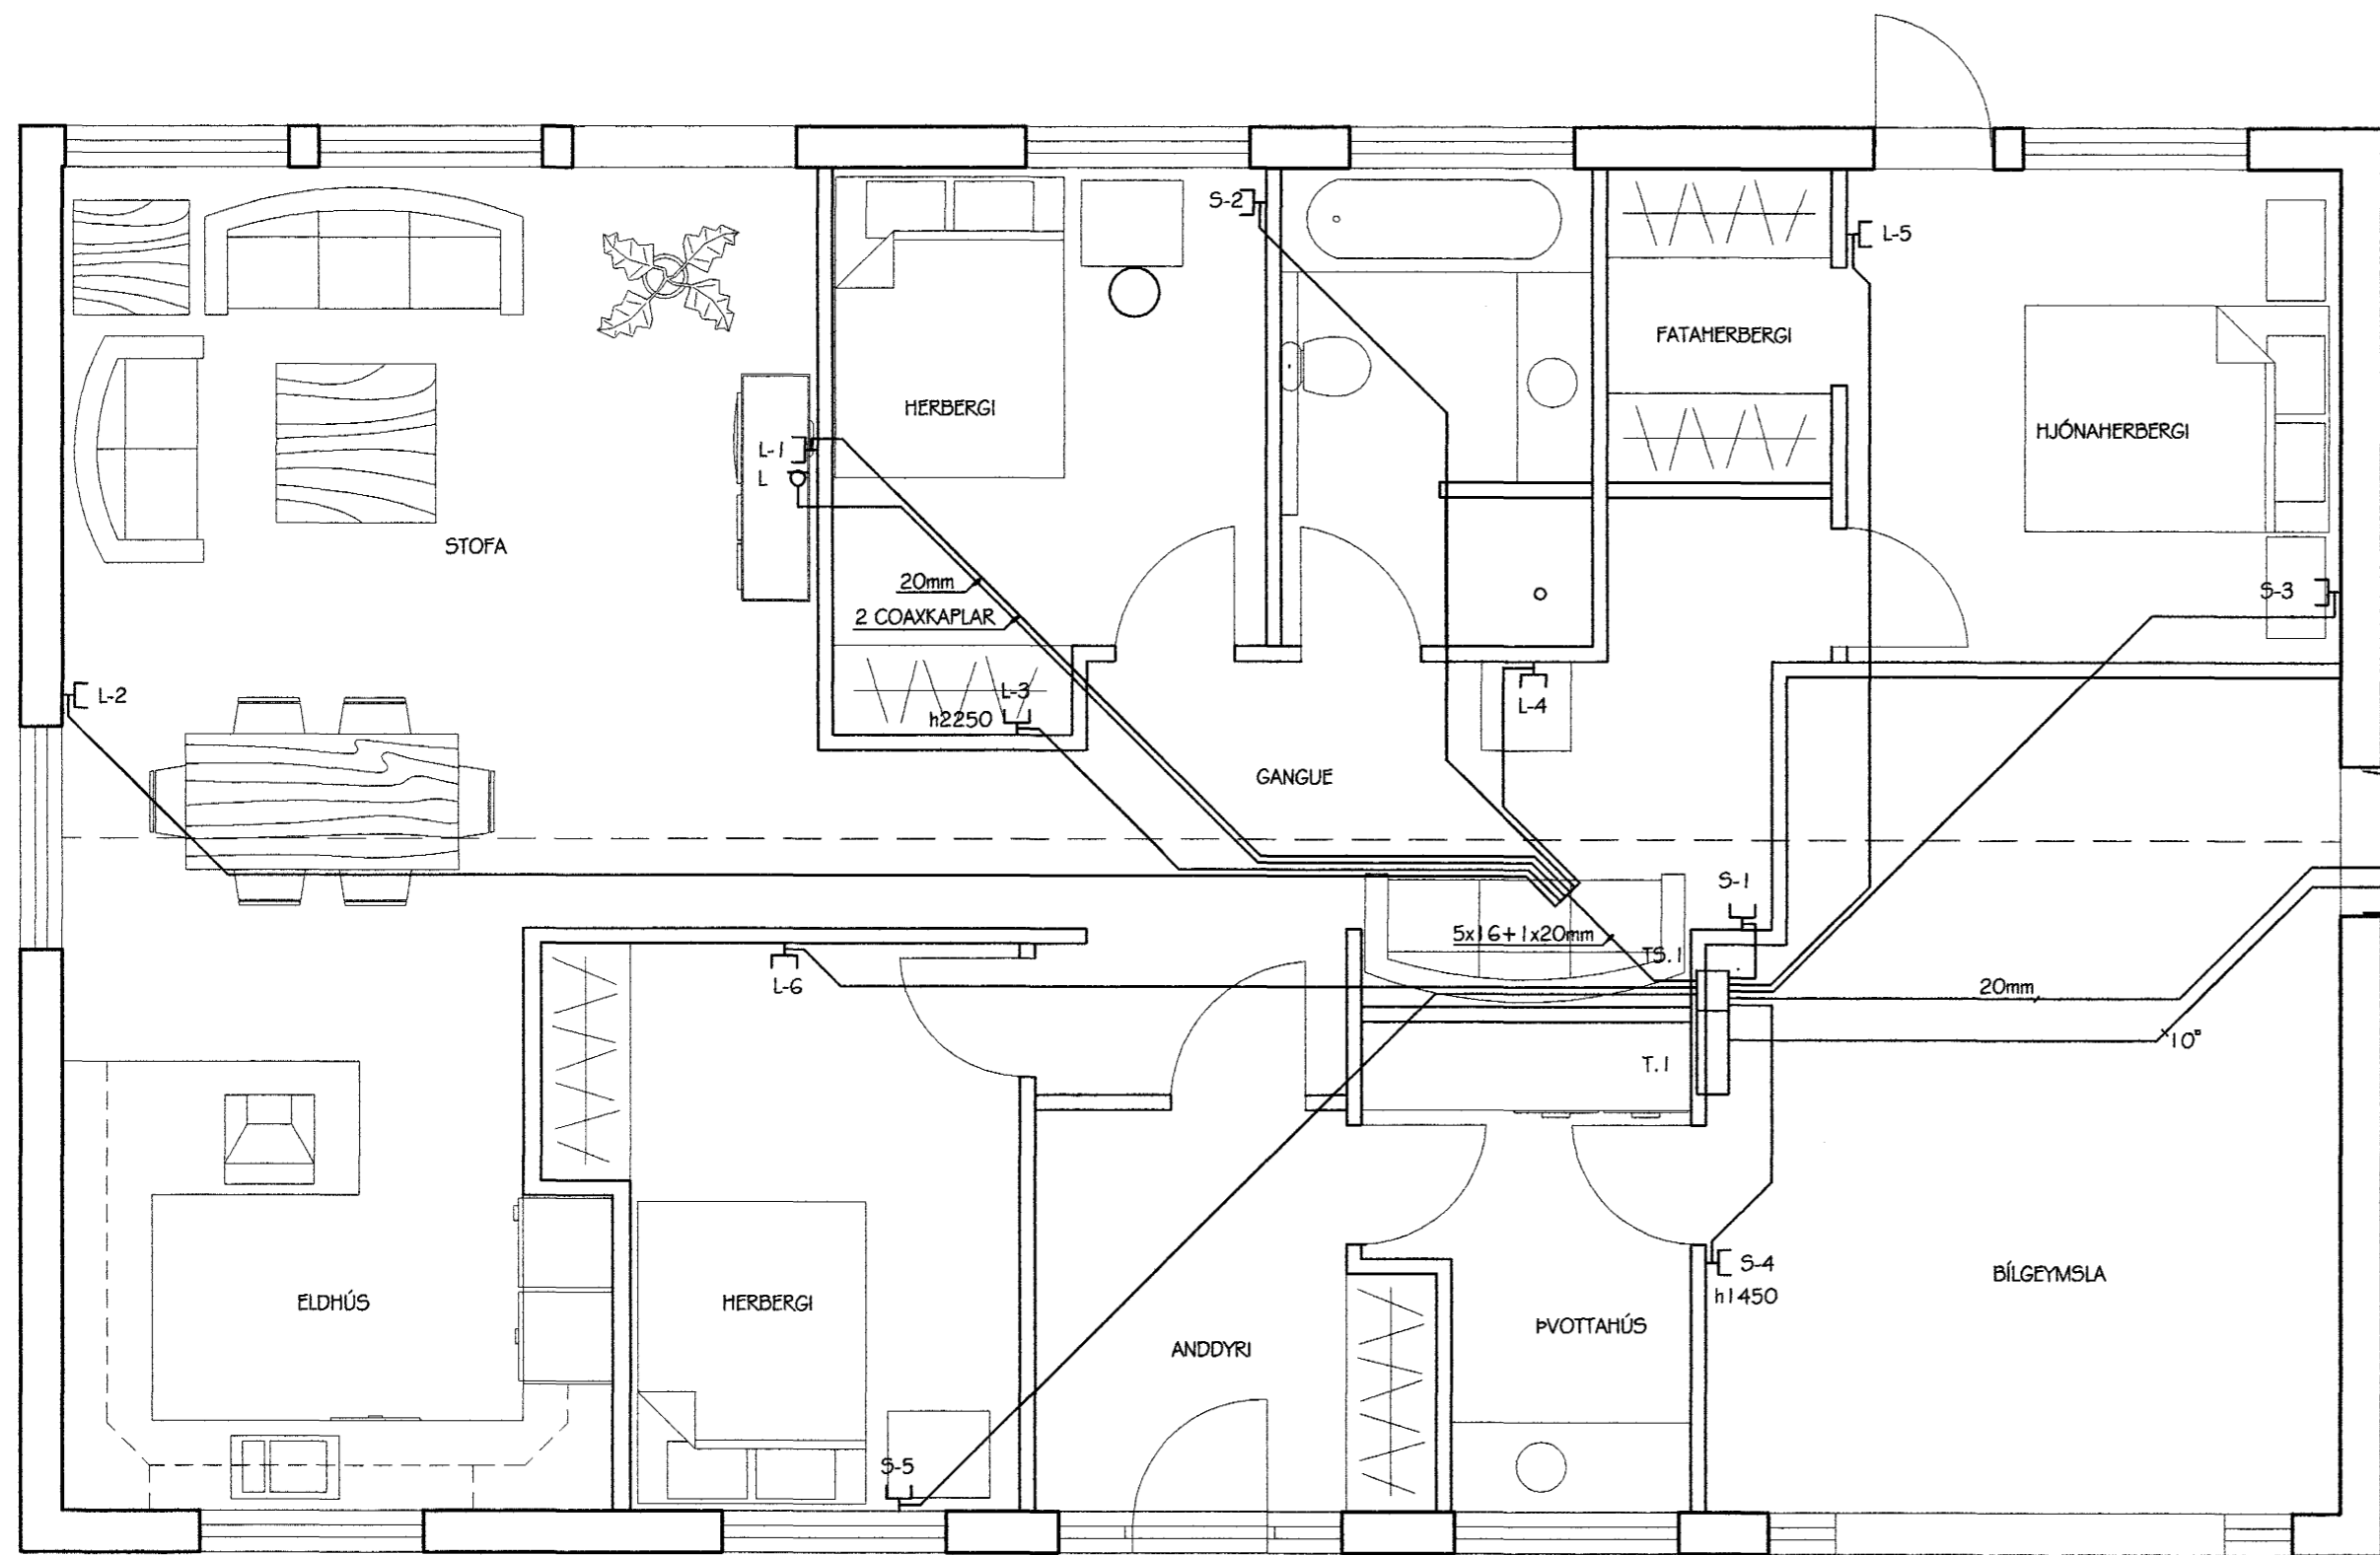 S-2
L-5
FATAHERBERGI
HERBERGI
HJÓNAHERBERGI
L-1
L
STOFA
20mm
2 COAXKAPLAR
S-3
L-2
L-3
h2250
L-4
GANGUE
S-1
5x16+1x20mm
TS.1
L-6
20mm
10▫
T.1
S-4
h1450
BÍLGEYMSLA
ELDHÚS
HERBERGI
ÞVOTTAHÚS
ANDDYRI
S-5